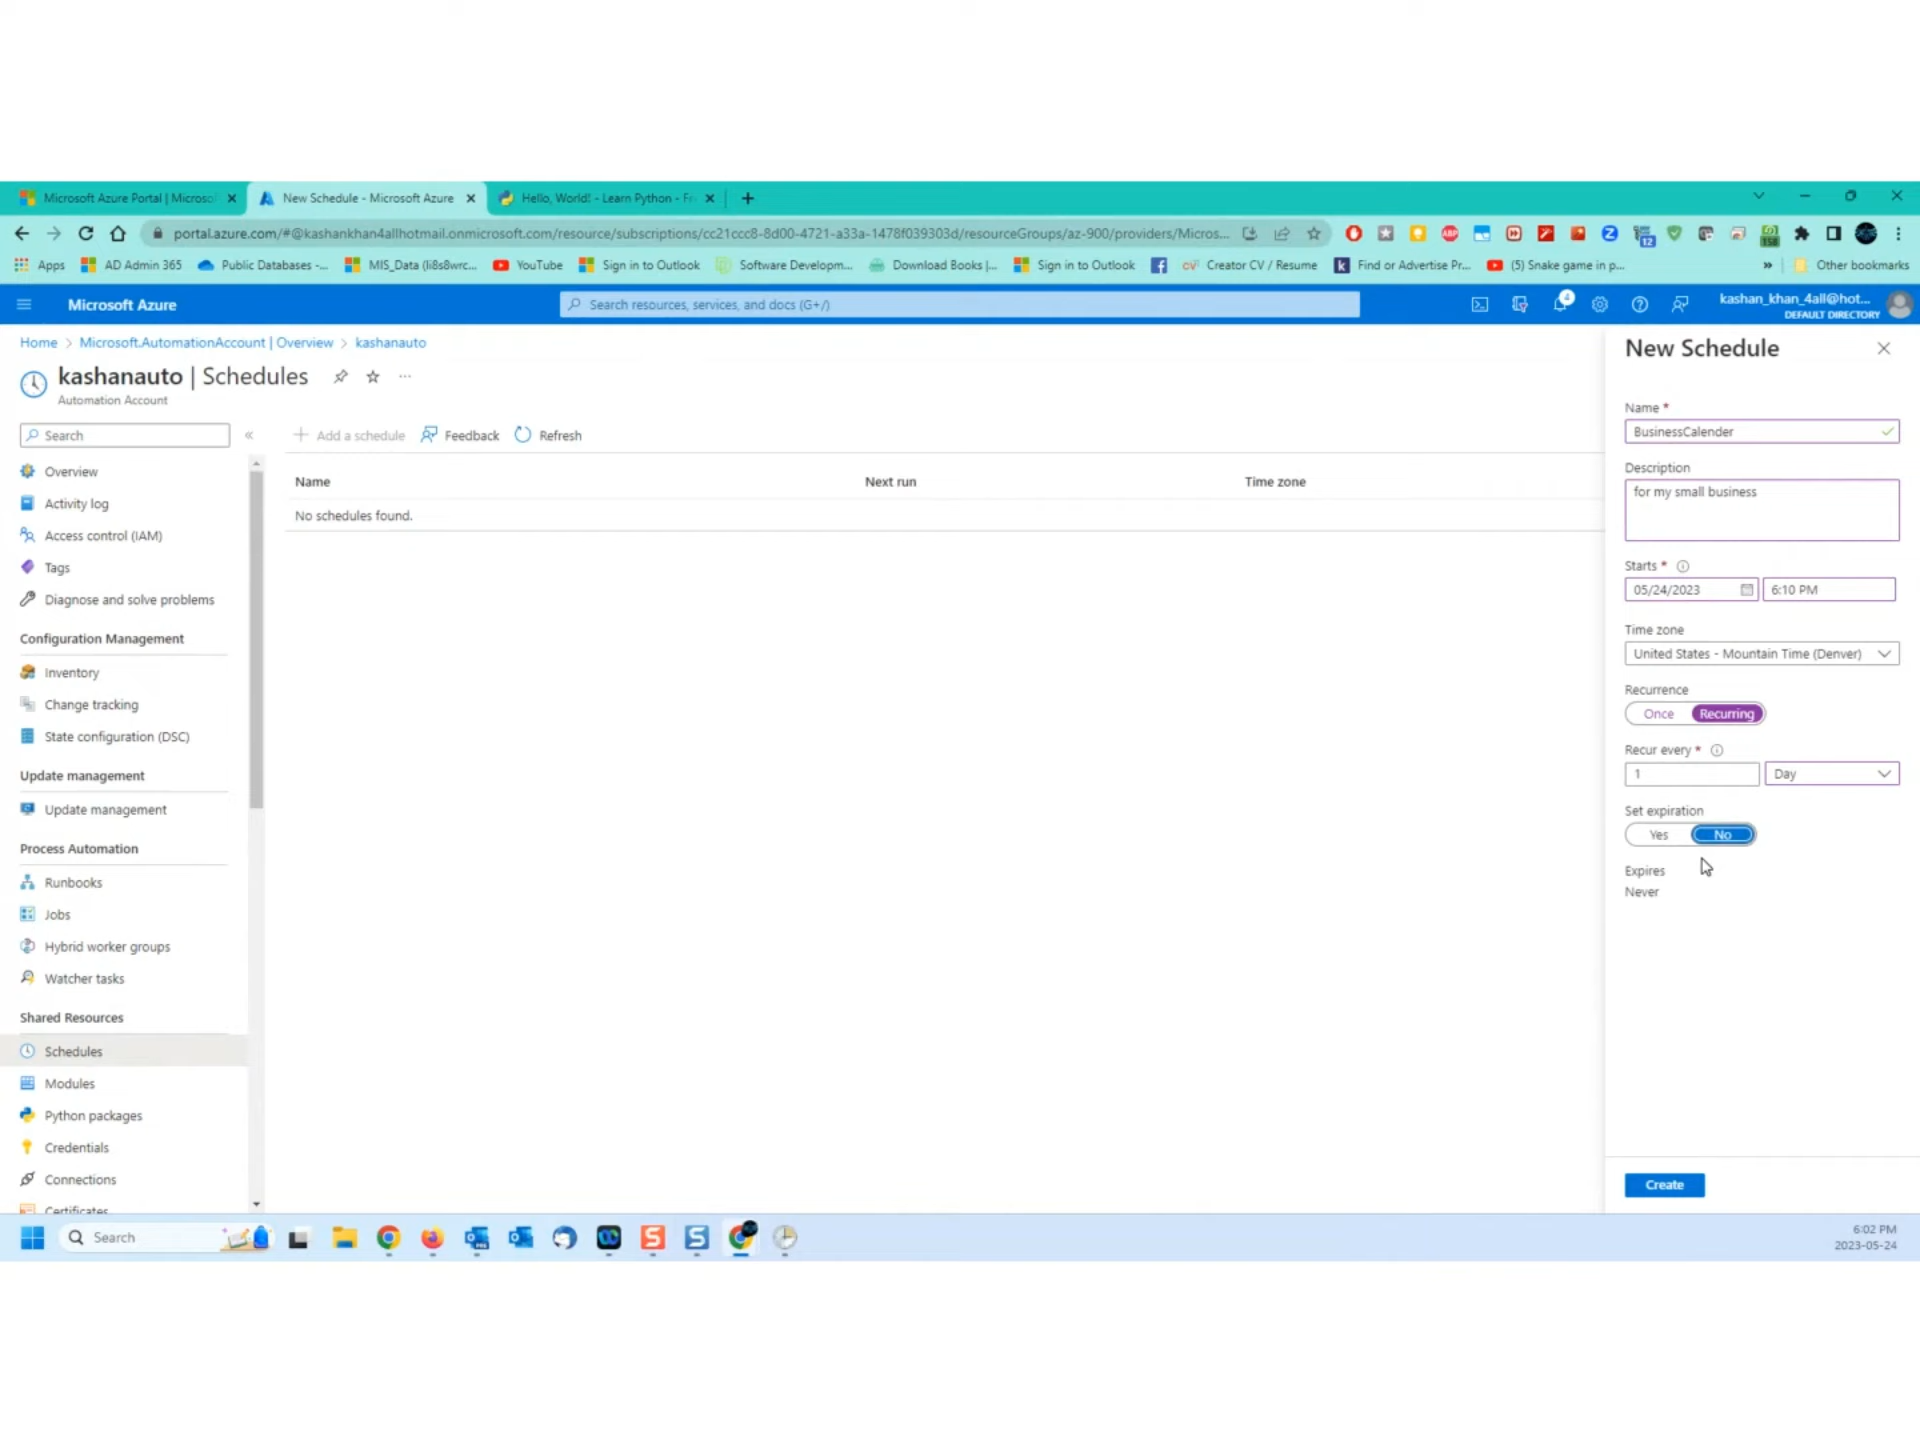 Microsoft Azure Portal | Microso
New Schedule - Microsoft Azure
Hello, World! - Learn Python - Fr
portal.azure.com/#@kashankhan4allhotmail.onmicrosoft.com/resource/subscriptions/cc21ccc8-8d00-4721-a33a-1478f039303d/resourceGroups/az-900/providers/Micros...
ABP
12
158
Apps
AD Admin 365
Public Databases -...
MIS_Data (li8s8wrc...
YouTube
Sign in to Outlook
Software Developm...
Download Books |...
Sign in to Outlook
Creator CV / Resume
Find or Advertise Pr...
(5) Snake game in p...
»
Other bookmarks
Microsoft Azure
Search resources, services, and docs (G+/)
kashan_khan_4all@hot...
DEFAULT DIRECTORY
Home > Microsoft.AutomationAccount | Overview > kashanauto
kashanauto | Schedules
...
Automation Account
Search
«
Add a schedule
Feedback
Refresh
Overview
Activity log
Access control (IAM)
Tags
Diagnose and solve problems
Configuration Management
Inventory
Change tracking
State configuration (DSC)
Update management
Update management
Process Automation
Runbooks
Jobs
Hybrid worker groups
Watcher tasks
Shared Resources
Schedules
Modules
Python packages
Credentials
Connections
Certificates
Name
Next run
Time zone
No schedules found.
New Schedule
Name *
BusinessCalender
Description
for my small business
Starts *
05/24/2023
6:10 PM
Time zone
United States - Mountain Time (Denver)
Recurrence
Once
Recurring
Recur every *
1
Day
Set expiration
Yes
No
Expires
Never
Create
Search
6:02 PM
2023-05-24